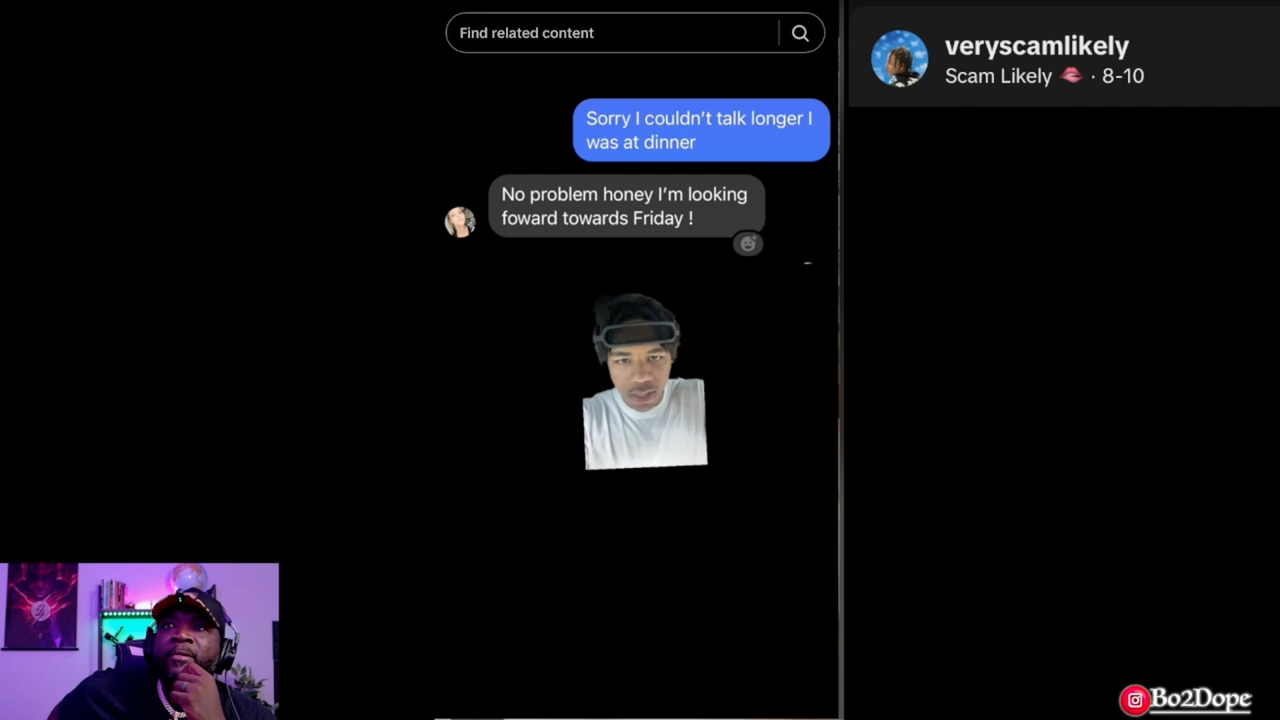 Find related content
veryscamlikely
Scam Likely 💋 · 8-10
Sorry I couldn't talk longer I
was at dinner
No problem honey I'm looking
foward towards Friday !
Bo2Dope